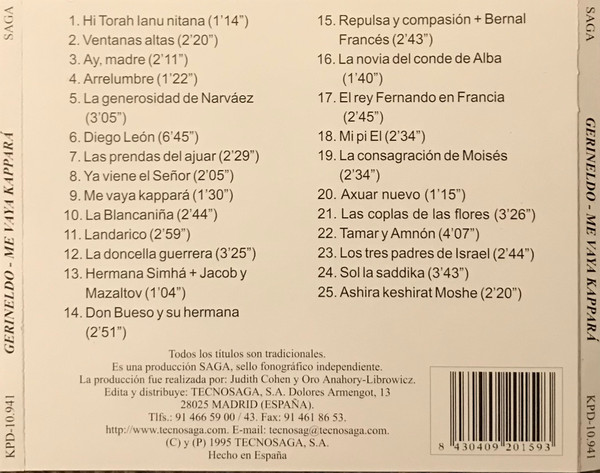 SAGA
GERINELDO - ME VAYA KAPPARÁ
KPD-10.941
1. Hi Torah lanu nitana (1'14")
2. Ventanas altas (2'20")
3. Ay, madre (2'11")
4. Arrelumbre (1'22")
5. La generosidad de Narváez
(3'05")
6. Diego León (6'45")
7. Las prendas del ajuar (2'29")
8. Ya viene el Señor (2'05")
9. Me vaya kappará (1'30")
10. La Blancaniña (2'44")
11. Landarico (2'59")
12. La doncella guerrera (3'25")
13. Hermana Simhá + Jacob y
Mazaltov (1'04")
14. Don Bueso y su hermana
(2'51")
15. Repulsa y compasión + Bernal
Francés (2'43")
16. La novia del conde de Alba
(1'40")
17. El rey Fernando en Francia
(2'45")
18. Mi pi El (2'34")
19. La consagración de Moisés
(2'34")
20. Axuar nuevo (1'15")
21. Las coplas de las flores (3'26")
22. Tamar y Amnón (4'07")
23. Los tres padres de Israel (2'44")
24. Sol la saddika (3'43")
25. Ashira keshirat Moshe (2'20")
Todos los títulos son tradicionales.
Es una producción SAGA, sello fonográfico independiente.
La producción fue realizada por: Judith Cohen y Oro Anahory-Librowicz.
Edita y distribuye: TECNOSAGA, S.A. Dolores Armengot, 13
28025 MADRID (ESPAÑA).
Tlfs.: 91 466 59 00 / 43. Fax: 91 461 86 53.
http://www.tecnosaga.com. E-mail: tecnosag@tecnosaga.com.
(C) y (P) 1995 TECNOSAGA, S.A.
Hecho en España
8 430409 201593
SAGA
GERINELDO - ME VAYA KAPPARÁ
KPD-10.941